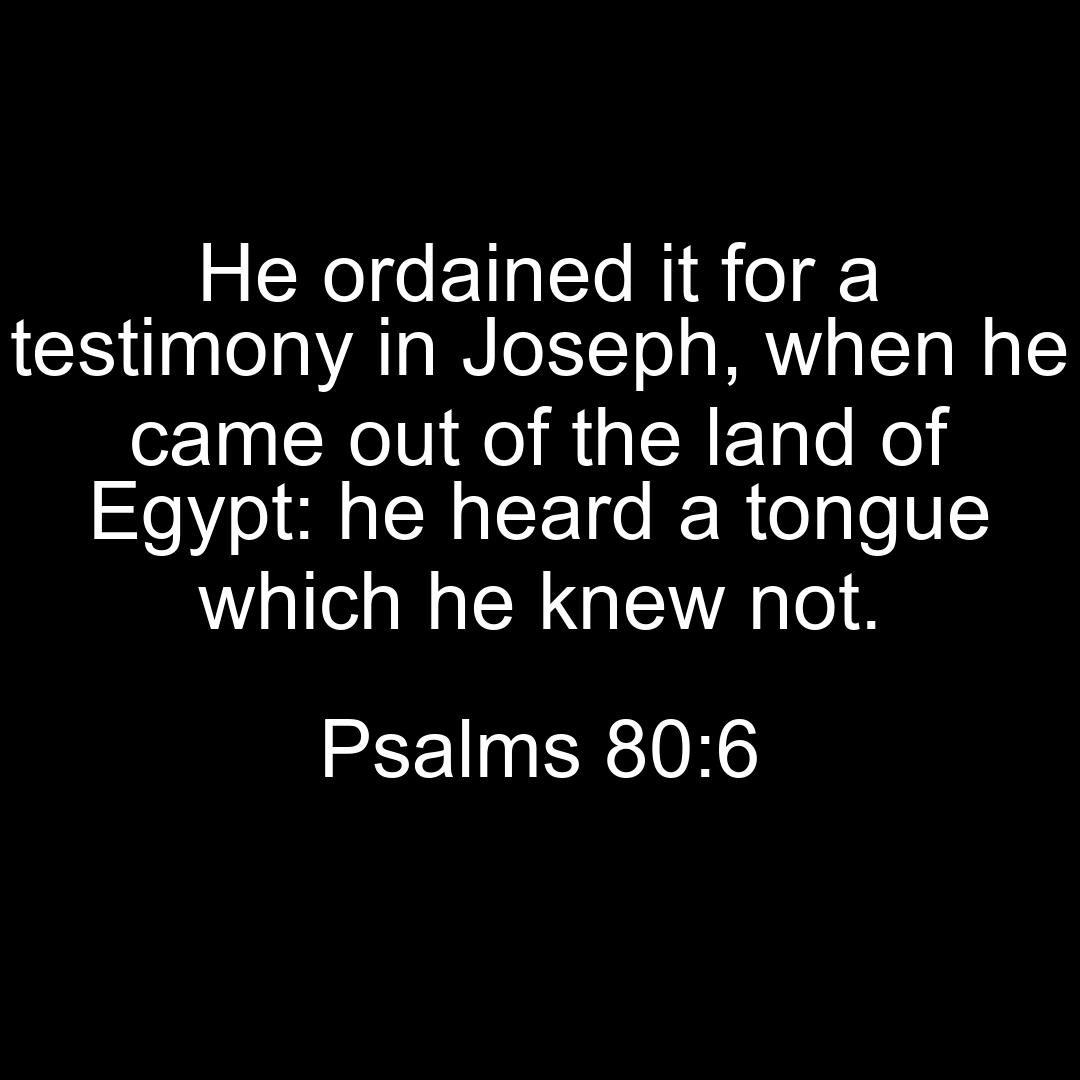 He ordained it for a
testimony in Joseph, when he
came out of the land of
Egypt: he heard a tongue
which he knew not.
Psalms 80:6